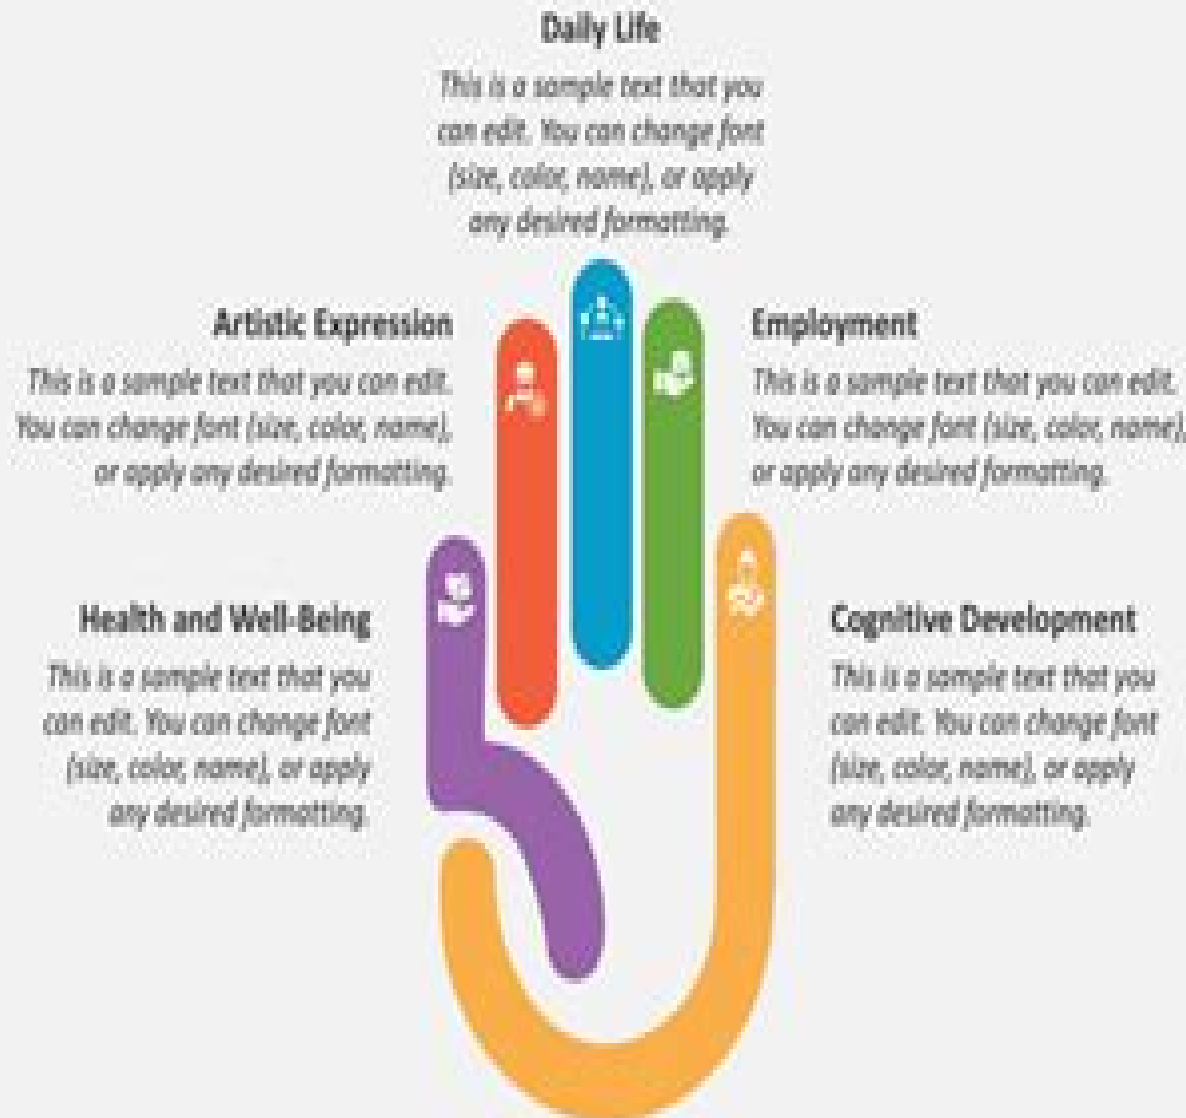 Daily Life
This is a sample text that you
can edit. You can change font
(size, color, name), or apply
any desired formatting.
Artistic Expression
This is a sample text that you can edit.
You can change font (size, color, name),
or apply any desired formatting.
Employment
This is a sample text that you can edit.
You can change font (size, color, name),
or apply any desired formatting.
Health and Well-Being
This is a sample text that you
can edit. You can change font
(size, color, name), or apply
any desired formatting.
Cognitive Development
This is a sample text that you
can edit. You can change font
(size, color, name), or apply
any desired formatting.